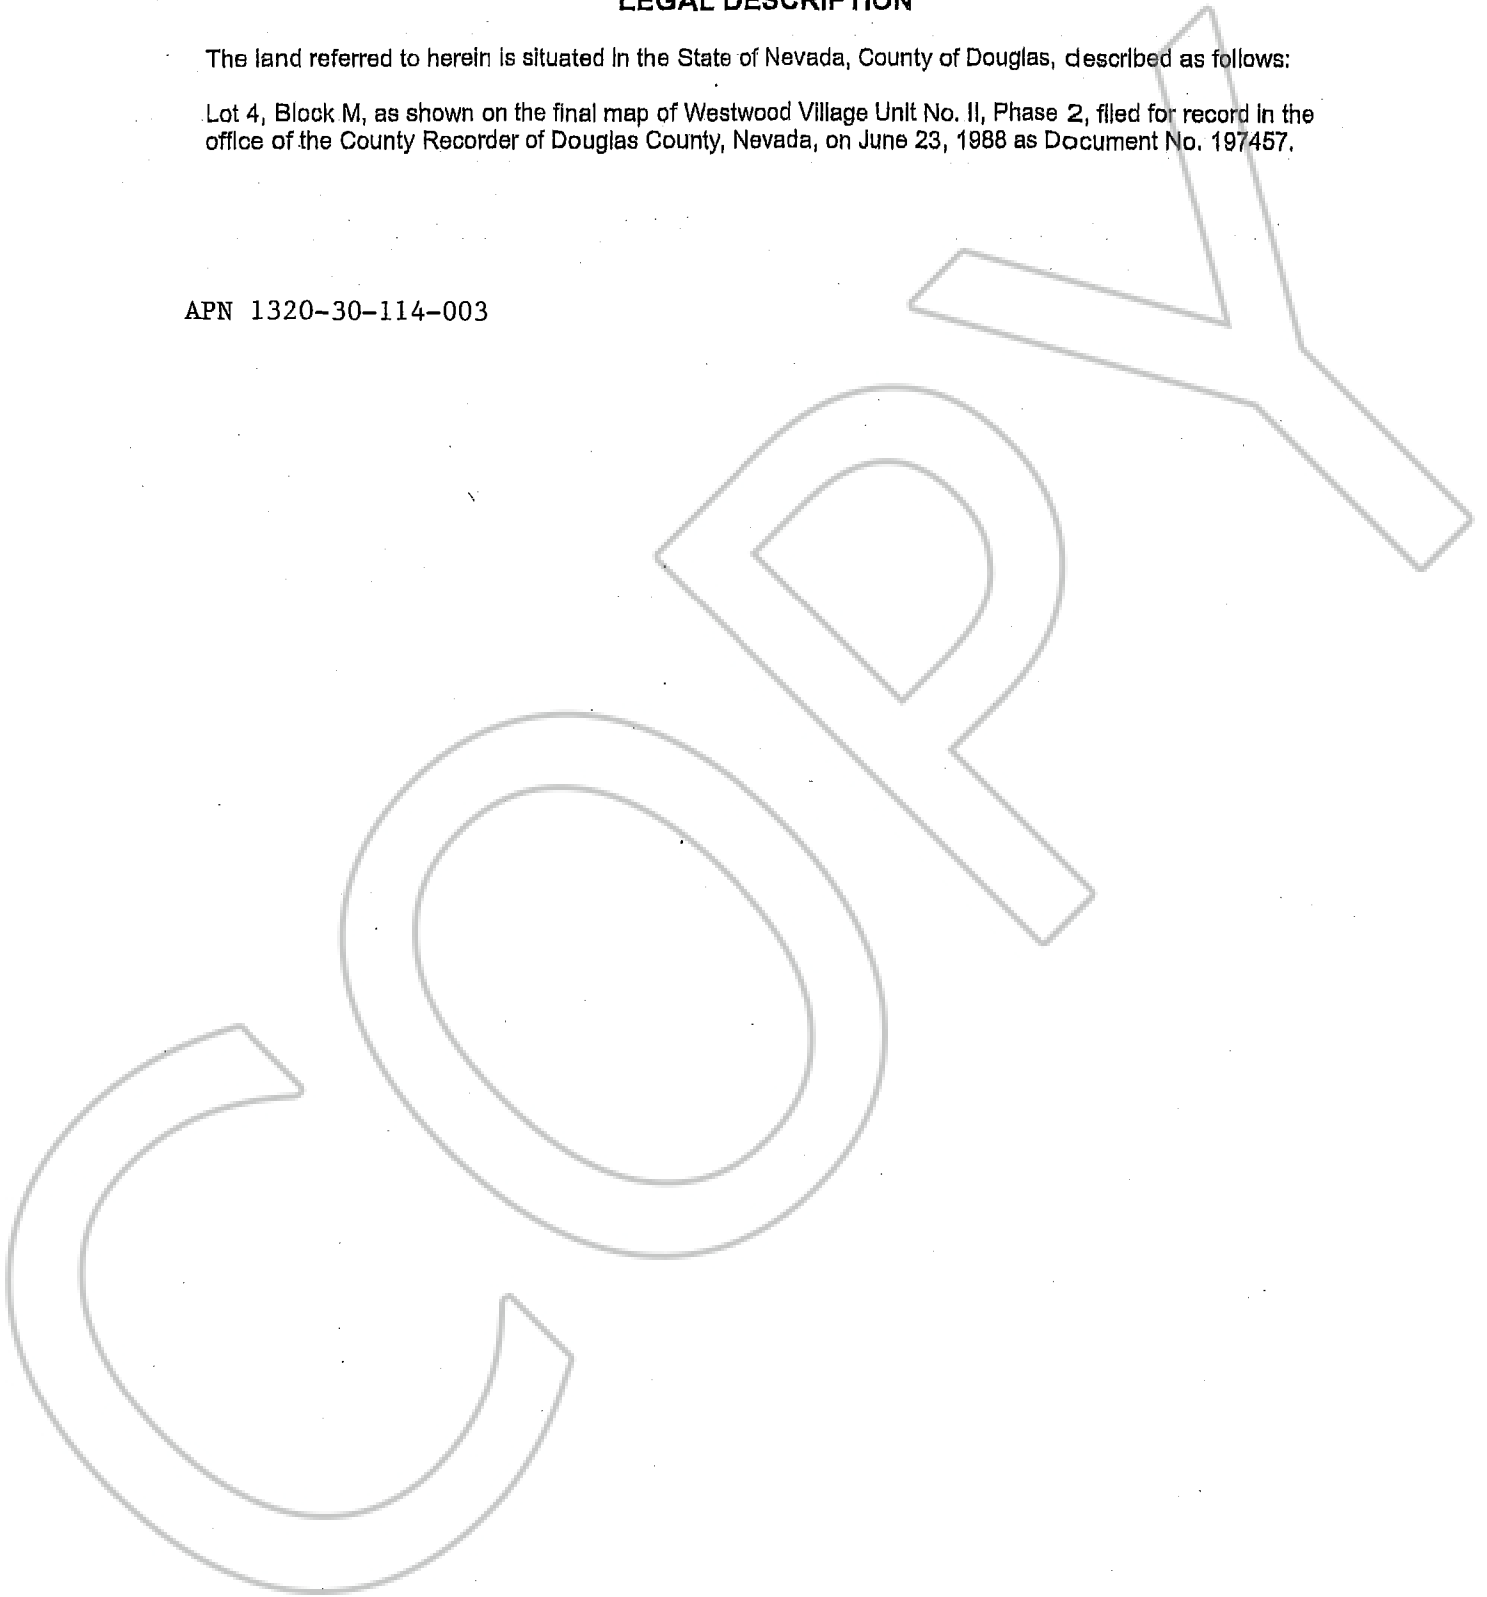 LEGAL DESCRIPTION
The land referred to herein is situated in the State of Nevada, County of Douglas, described as follows:
Lot 4, Block M, as shown on the final map of Westwood Village Unit No. II, Phase 2, filed for record in the
office of the County Recorder of Douglas County, Nevada, on June 23, 1988 as Document No. 197457.
APN 1320-30-114-003
COPY